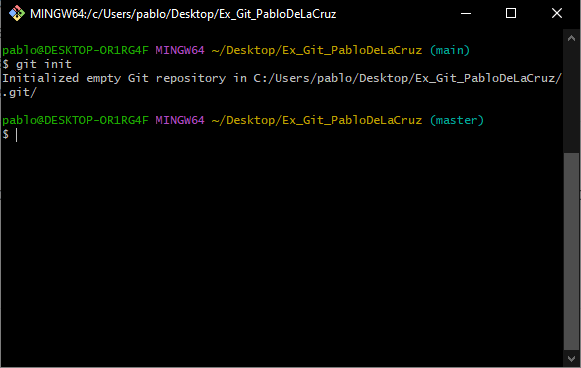 MINGW64:/c/Users/pablo/Desktop/Ex_Git_PabloDeLaCruz
pablo@DESKTOP-OR1RG4F MINGW64 ~/Desktop/Ex_Git_PabloDeLaCruz (main)
$ git init
Initialized empty Git repository in C:/Users/pablo/Desktop/Ex_Git_PabloDeLaCruz/
.git/
pablo@DESKTOP-OR1RG4F MINGW64 ~/Desktop/Ex_Git_PabloDeLaCruz (master)
$